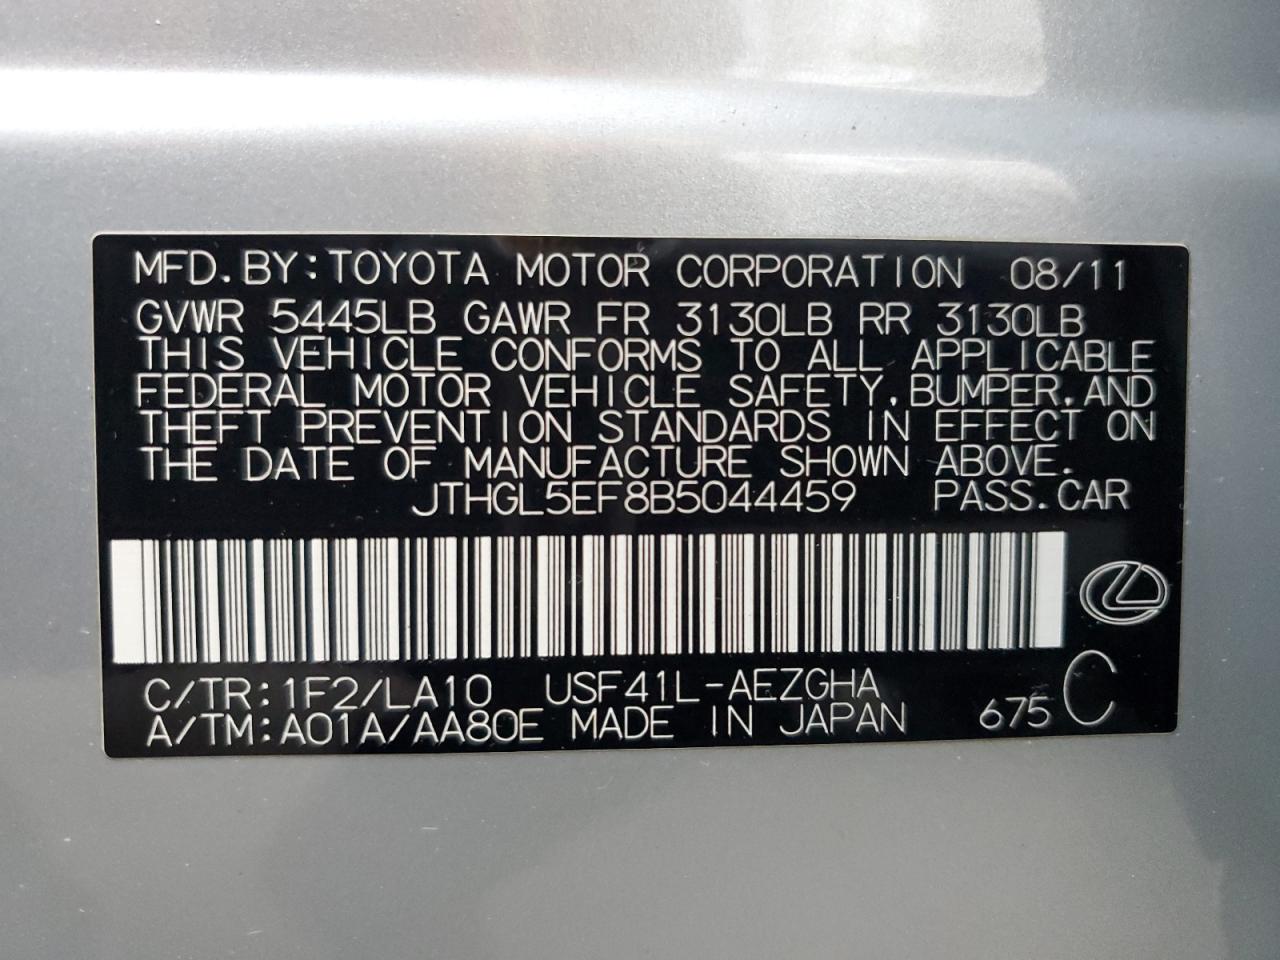 MFD.BY:TOYOTA MOTOR CORPORATION 08/11
GVWR 5445LB GAWR FR 3130LB RR 3130LB
THIS VEHICLE CONFORMS TO ALL APPLICABLE
FEDERAL MOTOR VEHICLE SAFETY,BUMPER,AND
THEFT PREVENTION STANDARDS IN EFFECT ON
THE DATE OF MANUFACTURE SHOWN ABOVE.
JTHGL5EF8B5044459 PASS.CAR
C/TR:1F2/LA10 USF41L-AEZGHA
A/TM:A01A/AA80E MADE IN JAPAN 675 C